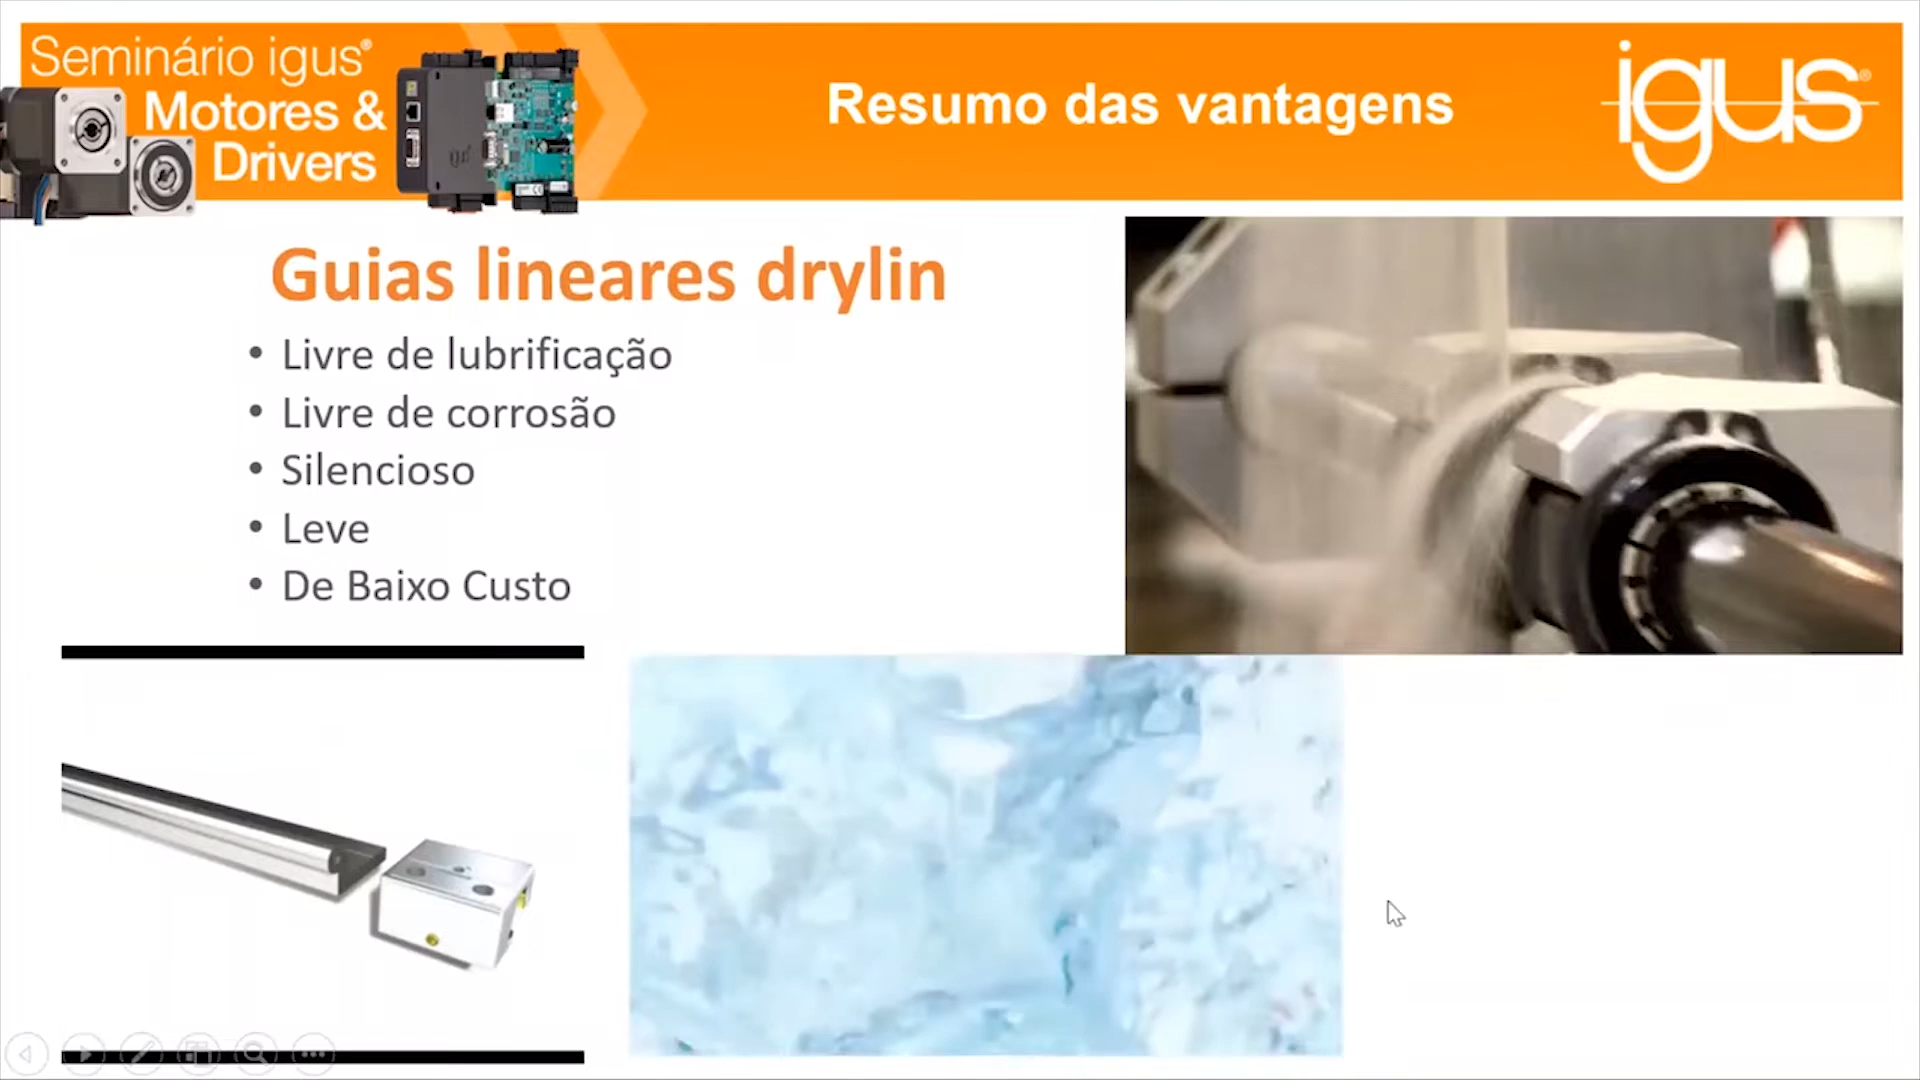 Seminário igus®
Motores &
Drivers
Resumo das vantagens
igus®
Guias lineares drylin
• Livre de lubrificação
• Livre de corrosão
• Silencioso
• Leve
• De Baixo Custo